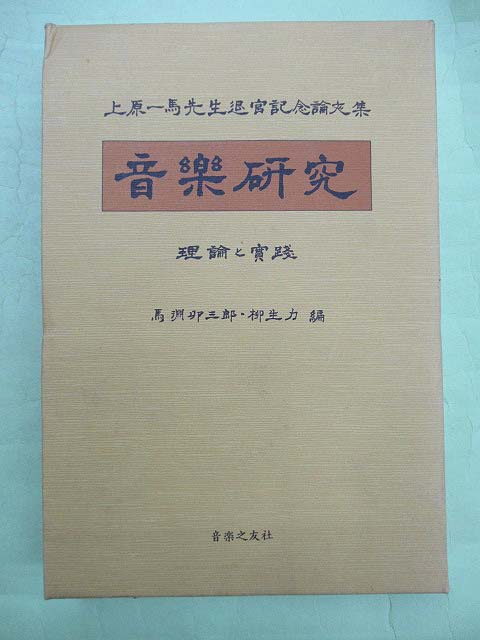 上原一馬先生退官記念論文集
音樂研究
理論と實踐
馬淵卯三郎・柳生力 編
音楽之友社